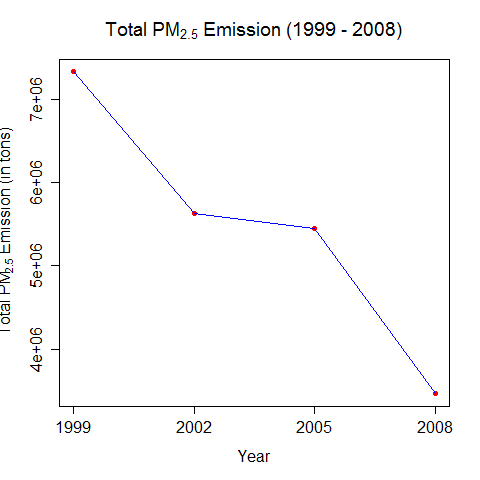 Total PM2.5 Emission (1999 - 2008)
Total PM2.5 Emission (in tons)
7e+06
6e+06
5e+06
4e+06
1999 2002 2005 2008
Year